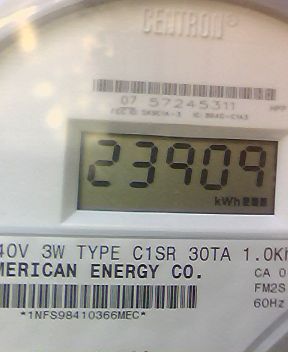 CENTRON®
07 57245311
23909
kWh
40V 3W TYPE C1SR 30TA 1.0Kh
MERICAN ENERGY CO.
CA 0
FM2S
60Hz
*1NFS98410366MEC*